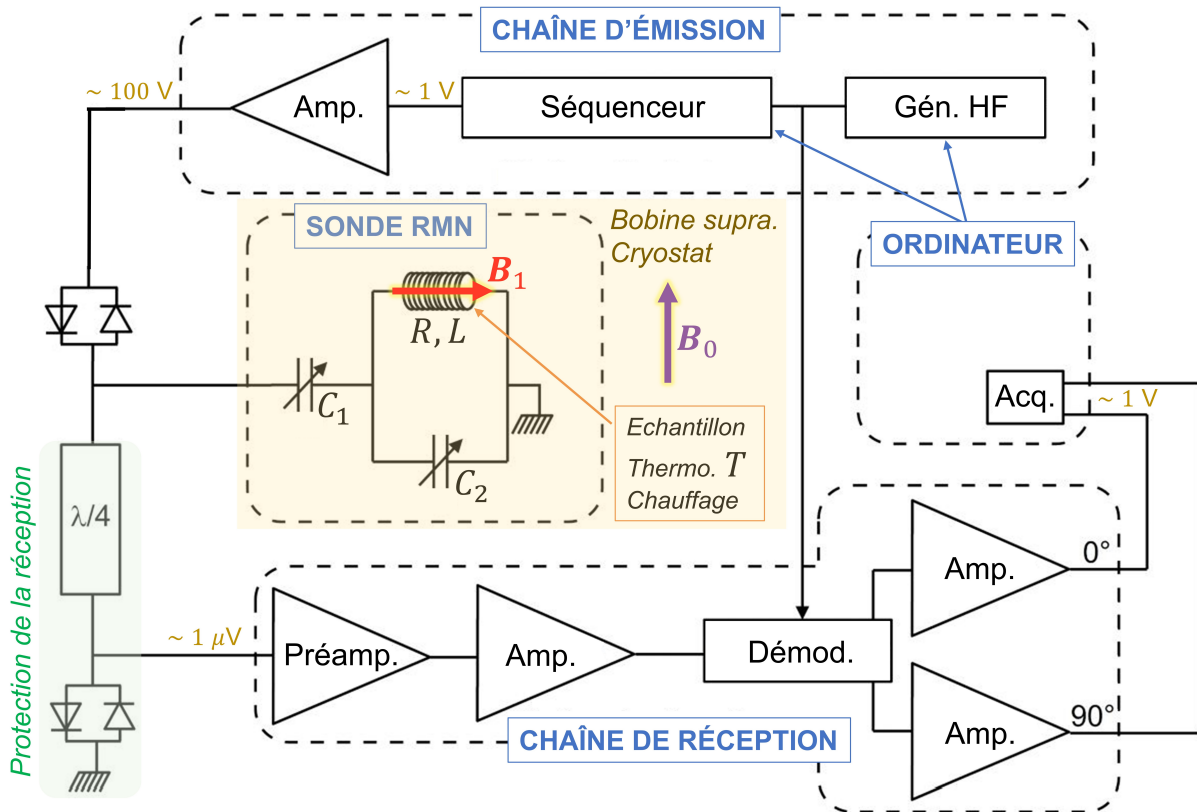 CHAÎNE D'ÉMISSION
~ 100 V
Amp.
~ 1 V
Séquenceur
Gén. HF
SONDE RMN
Bobine supra.
Cryostat
ORDINATEUR
B₁
R, L
B₀
C₁
C₂
Echantillon
Thermo. T
Chauffage
Acq.
~ 1 V
Protection de la réception
λ/4
~ 1 μV
Préamp.
Amp.
Démod.
Amp.
0°
Amp.
90°
CHAÎNE DE RÉCEPTION